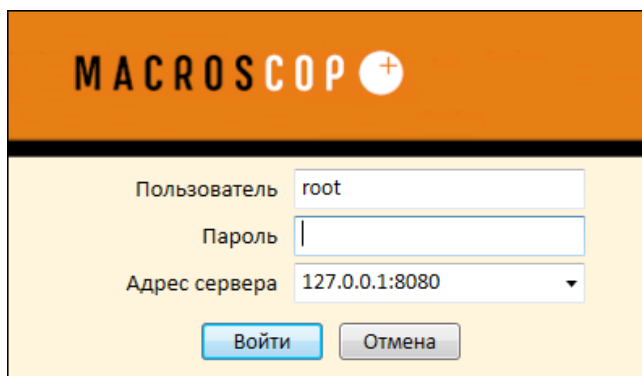 MACROSCOP
Пользователь root
Пароль
Адрес сервера 127.0.0.1:8080
Войти Отмена